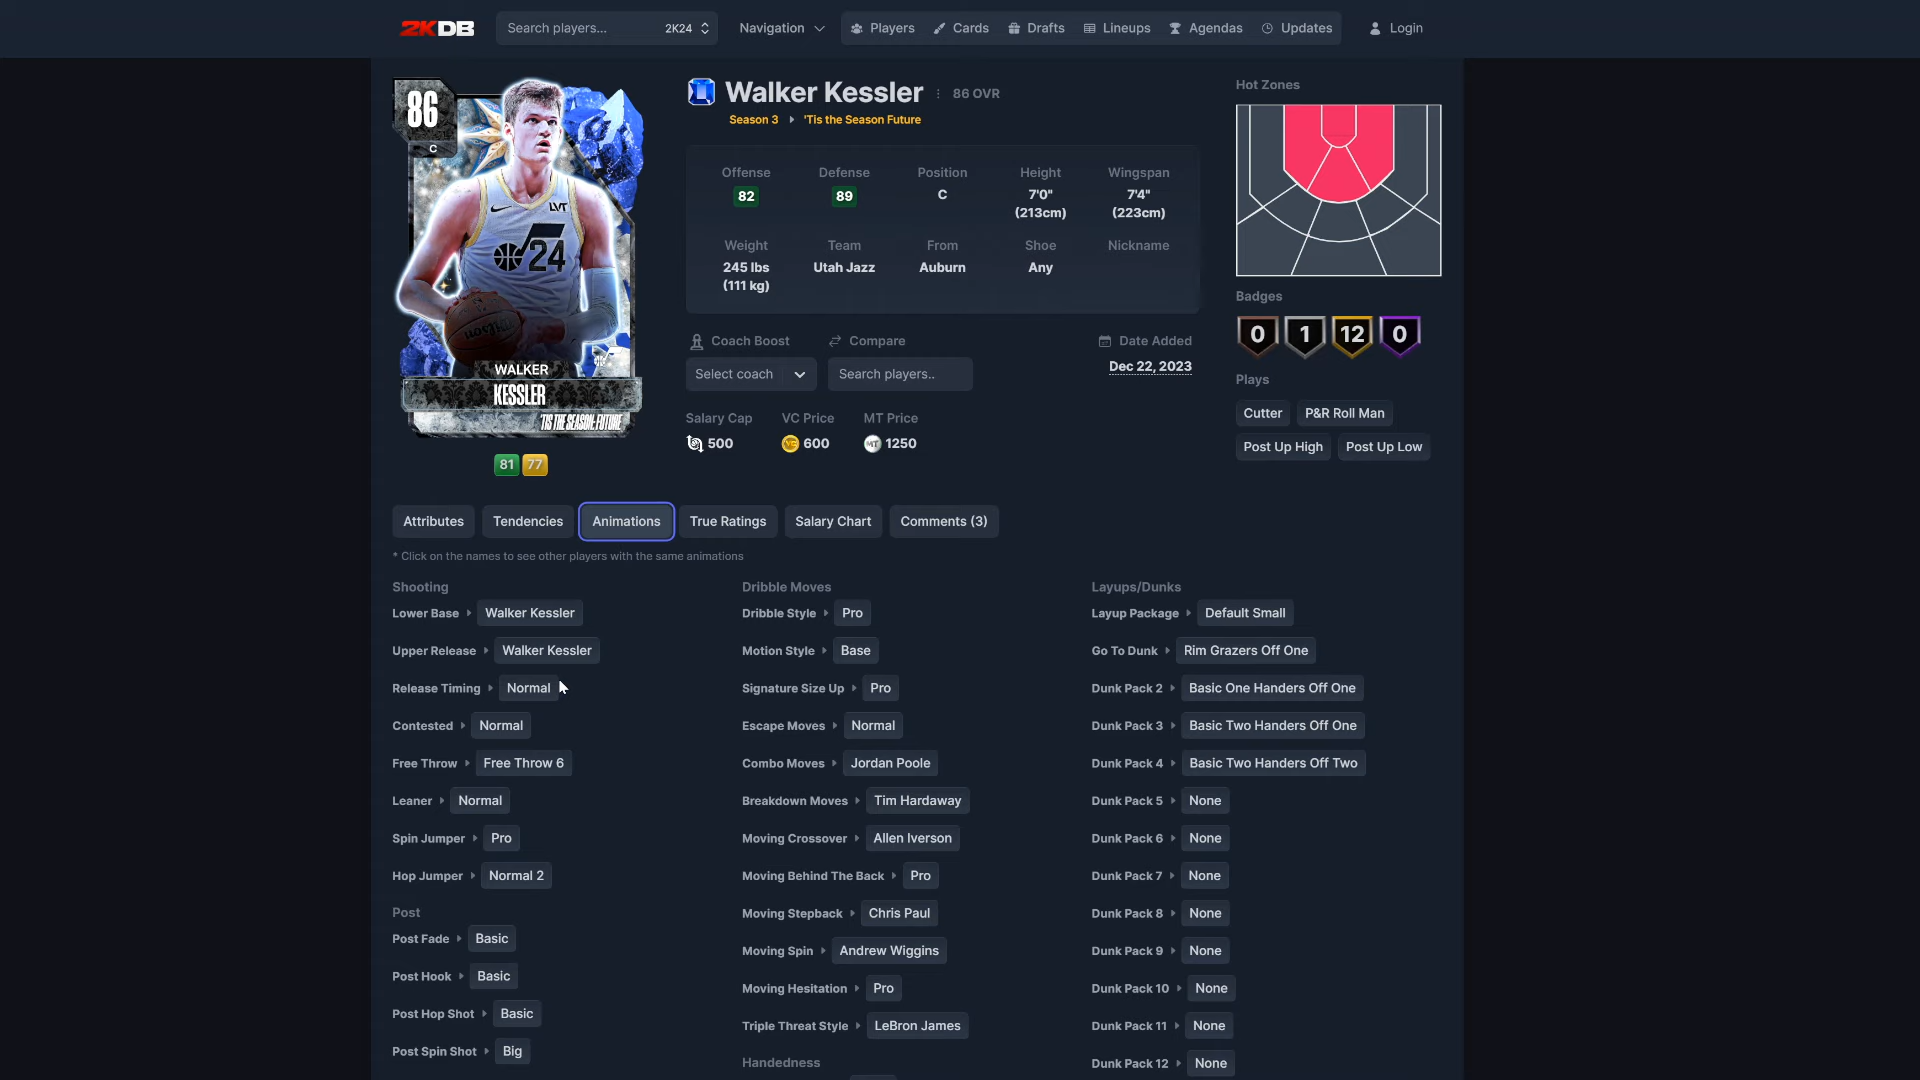 2KDB
Search players...
2K24
Navigation
Players
Cards
Drafts
Lineups
Agendas
Updates
Login
86
C
24
WALKER
KESSLER
'TIS THE SEASON: FUTURE
81
77
Walker Kessler
86 OVR
Season 3
'Tis the Season Future
Offense
82
Defense
89
Position
C
Height
7'0"
(213cm)
Wingspan
7'4"
(223cm)
Weight
245 lbs
(111 kg)
Team
Utah Jazz
From
Auburn
Shoe
Any
Nickname
Coach Boost
Select coach
Compare
Search players..
Date Added
Dec 22, 2023
Salary Cap
500
VC Price
VC
600
MT Price
MT
1250
Hot Zones
Badges
0
1
12
0
Plays
Cutter
P&R Roll Man
Post Up High
Post Up Low
Attributes
Tendencies
Animations
True Ratings
Salary Chart
Comments (3)
* Click on the names to see other players with the same animations
Shooting
Lower Base
Walker Kessler
Upper Release
Walker Kessler
Release Timing
Normal
Contested
Normal
Free Throw
Free Throw 6
Leaner
Normal
Spin Jumper
Pro
Hop Jumper
Normal 2
Post
Post Fade
Basic
Post Hook
Basic
Post Hop Shot
Basic
Post Spin Shot
Big
Dribble Moves
Dribble Style
Pro
Motion Style
Base
Signature Size Up
Pro
Escape Moves
Normal
Combo Moves
Jordan Poole
Breakdown Moves
Tim Hardaway
Moving Crossover
Allen Iverson
Moving Behind The Back
Pro
Moving Stepback
Chris Paul
Moving Spin
Andrew Wiggins
Moving Hesitation
Pro
Triple Threat Style
LeBron James
Handedness
Layups/Dunks
Layup Package
Default Small
Go To Dunk
Rim Grazers Off One
Dunk Pack 2
Basic One Handers Off One
Dunk Pack 3
Basic Two Handers Off One
Dunk Pack 4
Basic Two Handers Off Two
Dunk Pack 5
None
Dunk Pack 6
None
Dunk Pack 7
None
Dunk Pack 8
None
Dunk Pack 9
None
Dunk Pack 10
None
Dunk Pack 11
None
Dunk Pack 12
None